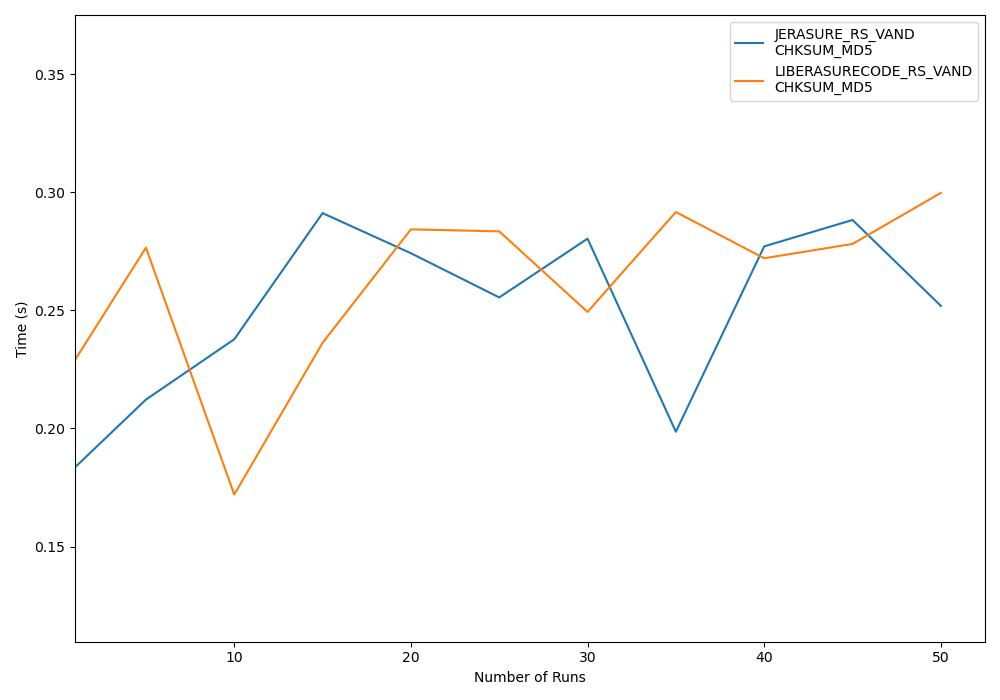 JERASURE_RS_VAND
CHKSUM_MD5
LIBERASURECODE_RS_VAND
CHKSUM_MD5
0.35
0.30
0.25
0.20
0.15
Time (s)
10 20 30 40 50
Number of Runs